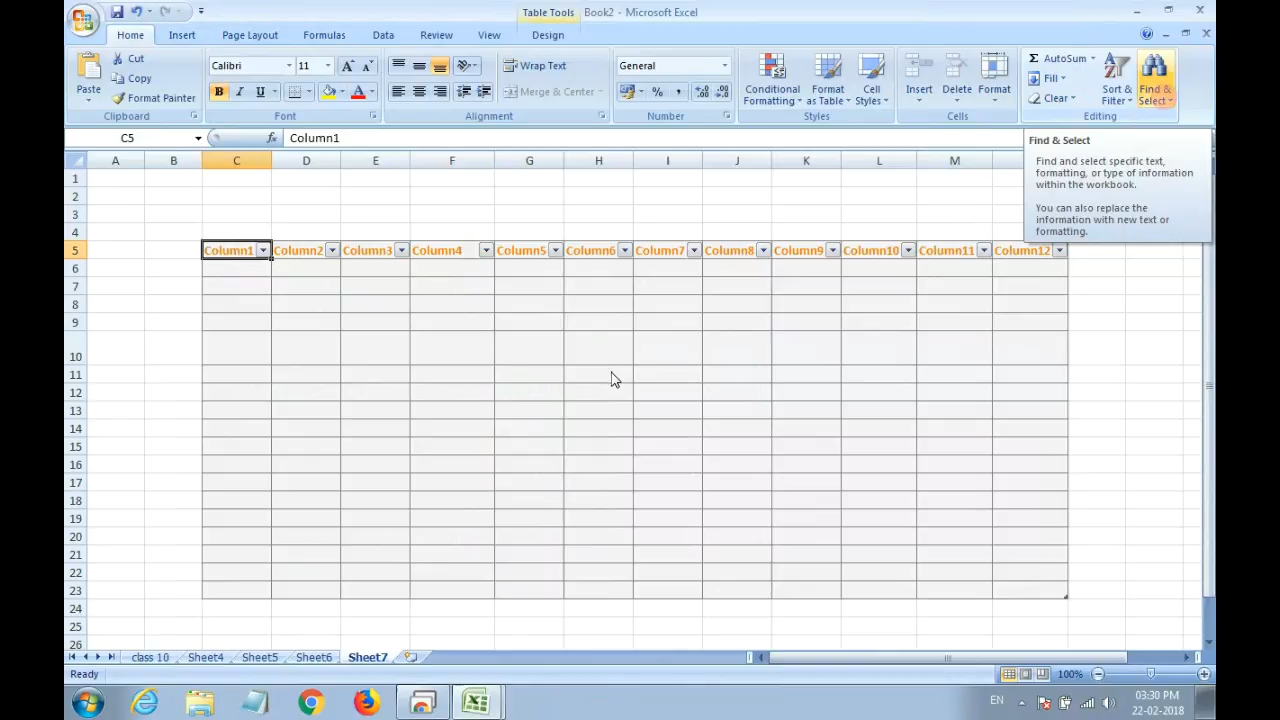 Table Tools Book2 - Microsoft Excel
Home Insert Page Layout Formulas Data Review View Design
Paste
Cut
Copy
Format Painter
Clipboard
Calibri 11
B I U
Font
Wrap Text
Merge & Center
Alignment
General
%
Number
Conditional Formatting
Format as Table
Cell Styles
Styles
Insert Delete Format
Cells
Σ AutoSum
Fill
Clear
Sort & Filter
Find & Select
Editing
C5 fx Column1
Find & Select
Find and select specific text,
formatting, or type of information
within the workbook.
You can also replace the
information with new text or
formatting.
A B C D E F G H I J K L M
1
2
3
4
5 Column1 Column2 Column3 Column4 Column5 Column6 Column7 Column8 Column9 Column10 Column11 Column12
6
7
8
9
10
11
12
13
14
15
16
17
18
19
20
21
22
23
24
25
26
class 10 Sheet4 Sheet5 Sheet6 Sheet7
Ready 100%
EN 03:30 PM
22-02-2018